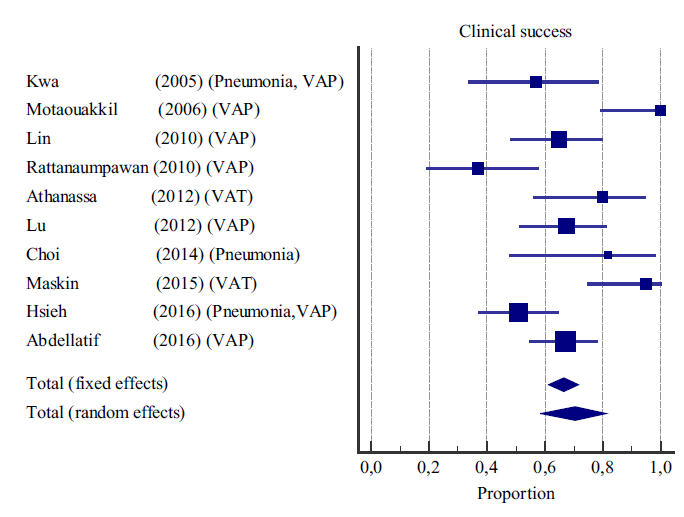 Clinical success
Kwa (2005) (Pneumonia, VAP)
Motaouakkil (2006) (VAP)
Lin (2010) (VAP)
Rattanaumpawan (2010) (VAP)
Athanassa (2012) (VAT)
Lu (2012) (VAP)
Choi (2014) (Pneumonia)
Maskin (2015) (VAT)
Hsieh (2016) (Pneumonia,VAP)
Abdellatif (2016) (VAP)
Total (fixed effects)
Total (random effects)
0,0 0,2 0,4 0,6 0,8 1,0
Proportion